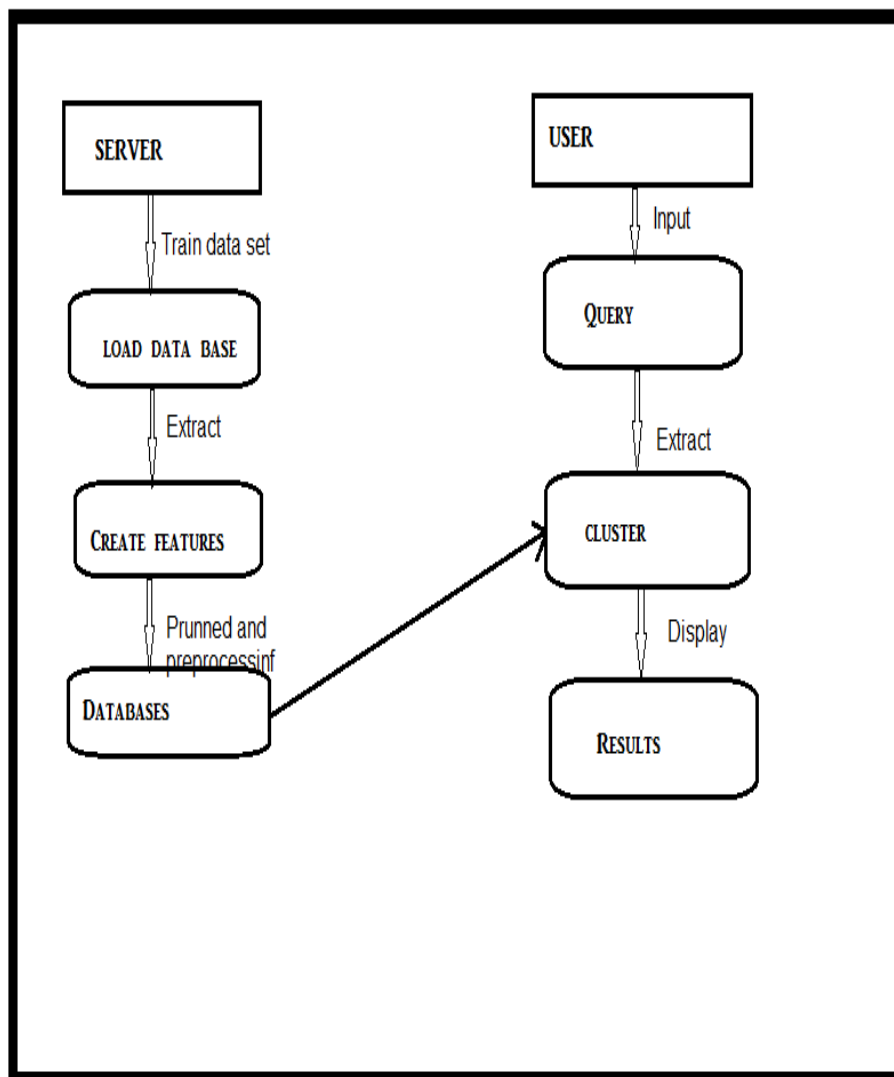 SERVER
Train data set
LOAD DATA BASE
Extract
CREATE FEATURES
Prunned and
preprocessinf
DATABASES
USER
Input
QUERY
Extract
CLUSTER
Display
RESULTS